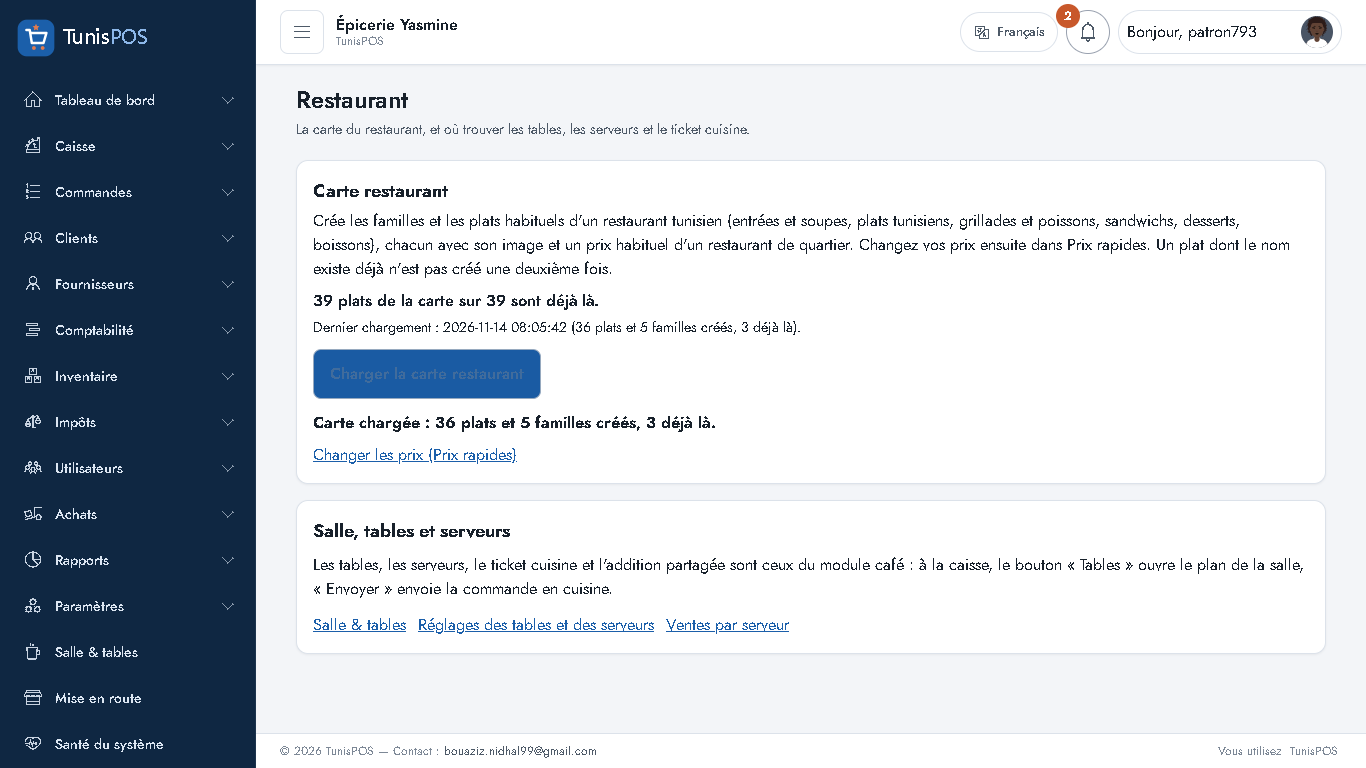 TunisPOS
Tableau de bord
Caisse
Commandes
Clients
Fournisseurs
Comptabilité
Inventaire
Impôts
Utilisateurs
Achats
Rapports
Paramètres
Salle & tables
Mise en route
Santé du système
Épicerie Yasmine
TunisPOS
Français
2
Bonjour, patron793
Restaurant
La carte du restaurant, et où trouver les tables, les serveurs et le ticket cuisine.
Carte restaurant
Crée les familles et les plats habituels d'un restaurant tunisien (entrées et soupes, plats tunisiens, grillades et poissons, sandwichs, desserts,
boissons), chacun avec son image et un prix habituel d'un restaurant de quartier. Changez vos prix ensuite dans Prix rapides. Un plat dont le nom
existe déjà n'est pas créé une deuxième fois.
39 plats de la carte sur 39 sont déjà là.
Dernier chargement : 2026-11-14 08:05:42 (36 plats et 5 familles créés, 3 déjà là).
Charger la carte restaurant
Carte chargée : 36 plats et 5 familles créés, 3 déjà là.
Changer les prix (Prix rapides)
Salle, tables et serveurs
Les tables, les serveurs, le ticket cuisine et l'addition partagée sont ceux du module café : à la caisse, le bouton « Tables » ouvre le plan de la salle,
« Envoyer » envoie la commande en cuisine.
Salle & tables Réglages des tables et des serveurs Ventes par serveur
© 2026 TunisPOS — Contact : bouaziz.nidhal99@gmail.com
Vous utilisez TunisPOS